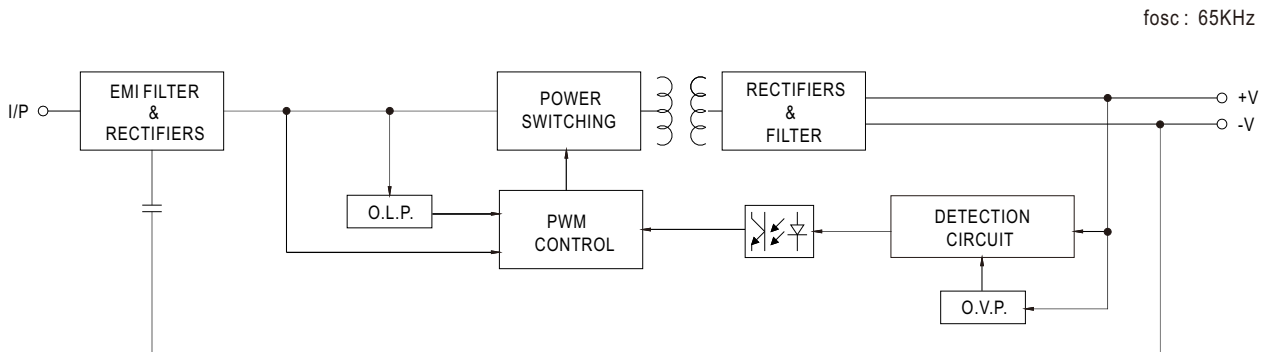 fosc : 65KHz
I/P
EMI FILTER
&
RECTIFIERS
POWER
SWITCHING
RECTIFIERS
&
FILTER
+V
-V
O.L.P.
PWM
CONTROL
DETECTION
CIRCUIT
O.V.P.